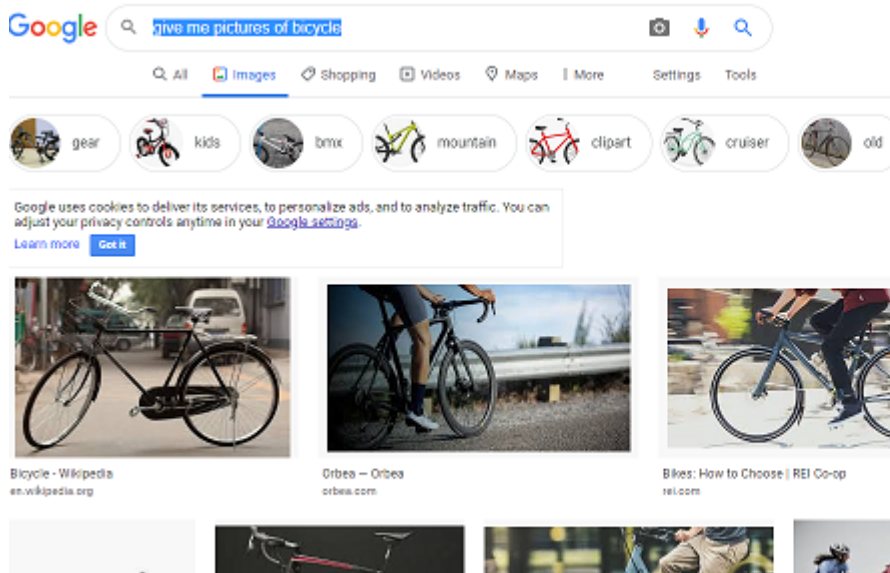 Google give me pictures of bicycle
All Images Shopping Videos Maps More Settings Tools
gear kids bmx mountain clipart cruiser old
Google uses cookies to deliver its services, to personalize ads, and to analyze traffic. You can
adjust your privacy controls anytime in your Google settings.
Learn more Got it
Bicycle - Wikipedia
en.wikipedia.org
Orbea — Orbea
orbea.com
Bikes: How to Choose | REI Co-op
rei.com